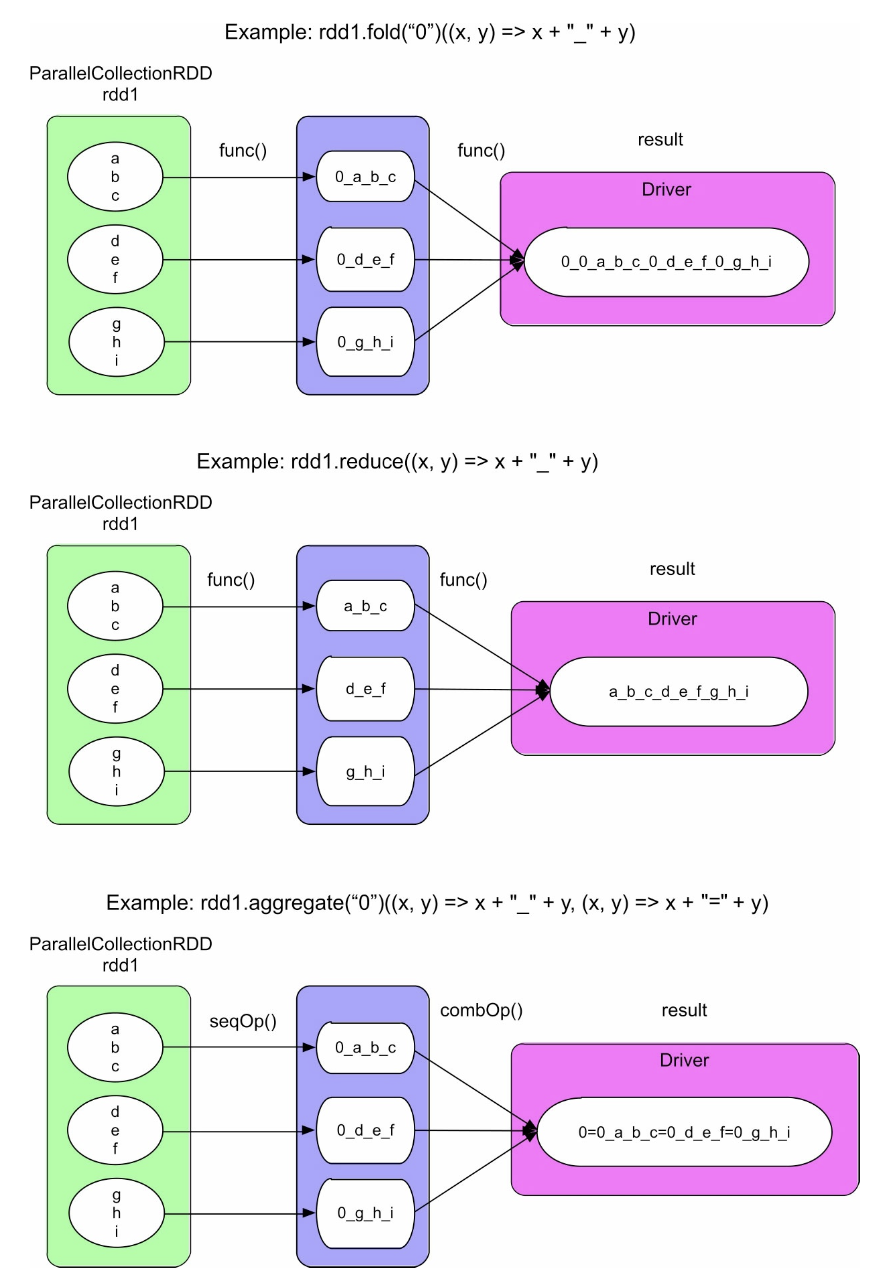 Example: rdd1.fold(“0”)((x, y) => x + "_" + y)
ParallelCollectionRDD
rdd1
func()
func()
result
a
b
c
0_a_b_c
Driver
d
e
f
0_d_e_f
0_0_a_b_c_0_d_e_f_0_g_h_i
g
h
i
0_g_h_i
Example: rdd1.reduce((x, y) => x + "_" + y)
ParallelCollectionRDD
rdd1
func()
func()
result
a
b
c
a_b_c
Driver
d
e
f
d_e_f
a_b_c_d_e_f_g_h_i
g
h
i
g_h_i
Example: rdd1.aggregate(“0”)((x, y) => x + "_" + y, (x, y) => x + "=" + y)
ParallelCollectionRDD
rdd1
seqOp()
combOp()
result
a
b
c
0_a_b_c
Driver
d
e
f
0_d_e_f
0=0_a_b_c=0_d_e_f=0_g_h_i
g
h
i
0_g_h_i